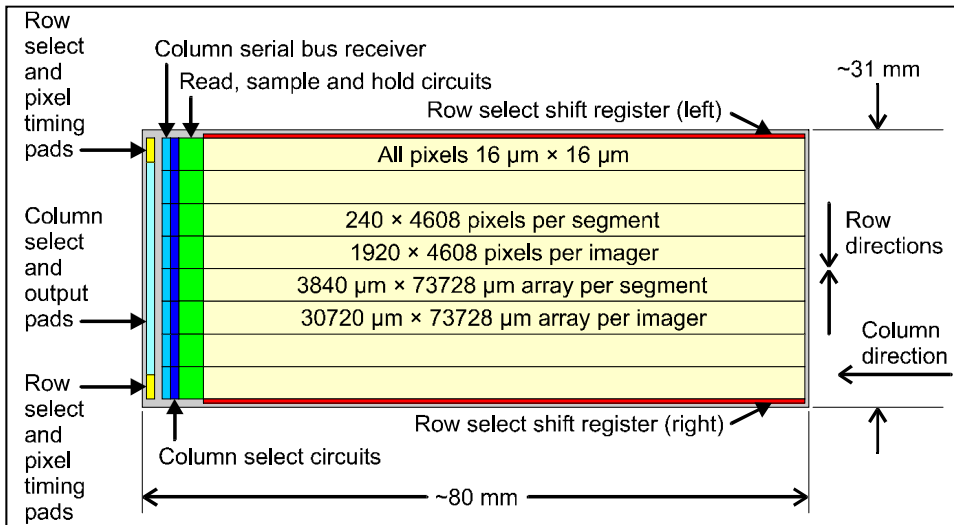 Row
select
and
pixel
timing
pads
Column serial bus receiver
Read, sample and hold circuits
Row select shift register (left)
~31 mm
All pixels 16 µm × 16 µm
240 × 4608 pixels per segment
1920 × 4608 pixels per imager
3840 µm × 73728 µm array per segment
30720 µm × 73728 µm array per imager
Column
select
and
output
pads
Row
directions
Column
direction
Row
select
and
pixel
timing
pads
Row select shift register (right)
Column select circuits
~80 mm